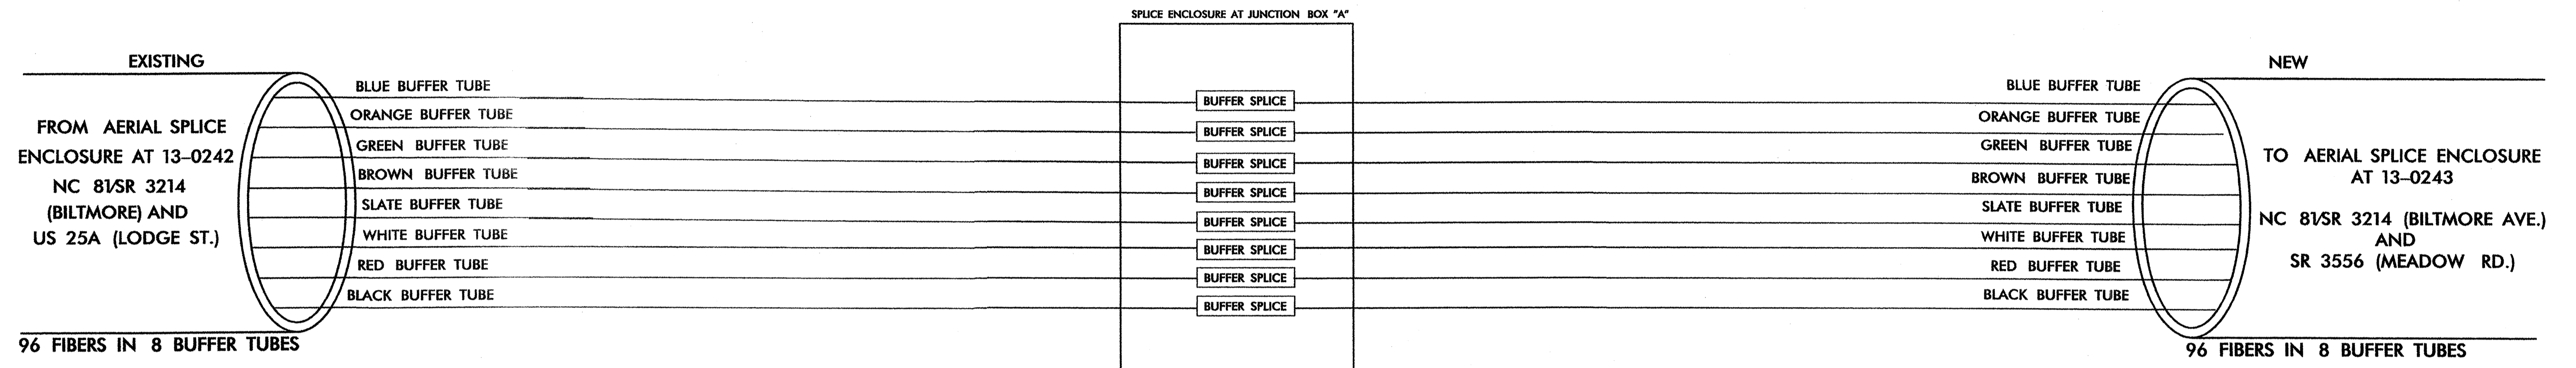 SPLICE ENCLOSURE AT JUNCTION BOX "A"
EXISTING
FROM AERIAL SPLICE
ENCLOSURE AT 13-0242
NC 81/SR 3214
(BILTMORE) AND
US 25A (LODGE ST.)
96 FIBERS IN 8 BUFFER TUBES
BLUE BUFFER TUBE
ORANGE BUFFER TUBE
GREEN BUFFER TUBE
BROWN BUFFER TUBE
SLATE BUFFER TUBE
WHITE BUFFER TUBE
RED BUFFER TUBE
BLACK BUFFER TUBE
BUFFER SPLICE
BUFFER SPLICE
BUFFER SPLICE
BUFFER SPLICE
BUFFER SPLICE
BUFFER SPLICE
BUFFER SPLICE
BUFFER SPLICE
BLUE BUFFER TUBE
ORANGE BUFFER TUBE
GREEN BUFFER TUBE
BROWN BUFFER TUBE
SLATE BUFFER TUBE
WHITE BUFFER TUBE
RED BUFFER TUBE
BLACK BUFFER TUBE
NEW
TO AERIAL SPLICE ENCLOSURE
AT 13-0243
NC 81/SR 3214 (BILTMORE AVE.)
AND
SR 3556 (MEADOW RD.)
96 FIBERS IN 8 BUFFER TUBES